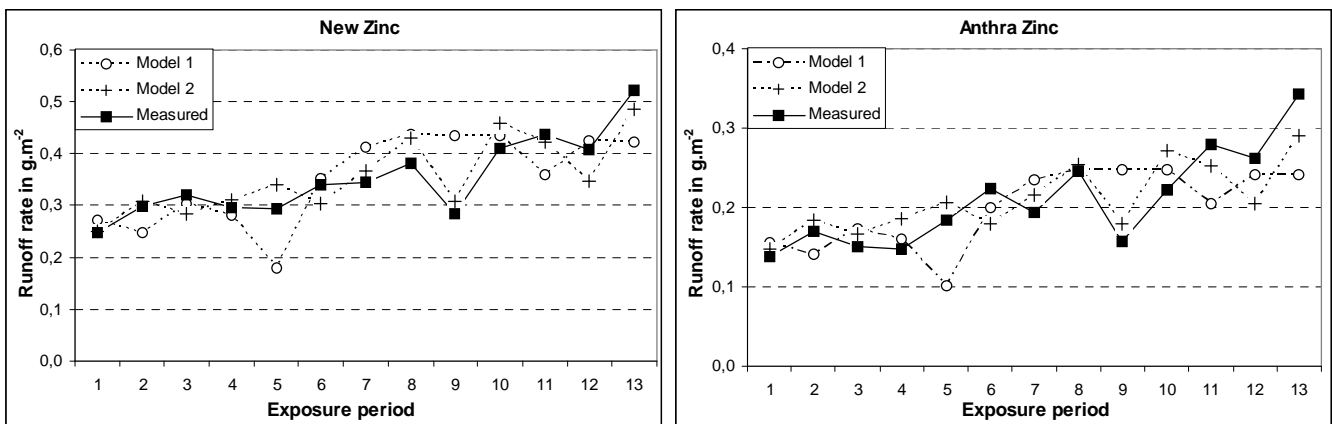 New Zinc
Model 1
Model 2
Measured
Runoff rate in g.m-2
0,6
0,5
0,4
0,3
0,2
0,1
0,0
1 2 3 4 5 6 7 8 9 10 11 12 13
Exposure period
Anthra Zinc
Model 1
Model 2
Measured
Runoff rate in g.m-2
0,4
0,3
0,2
0,1
0,0
1 2 3 4 5 6 7 8 9 10 11 12 13
Exposure period